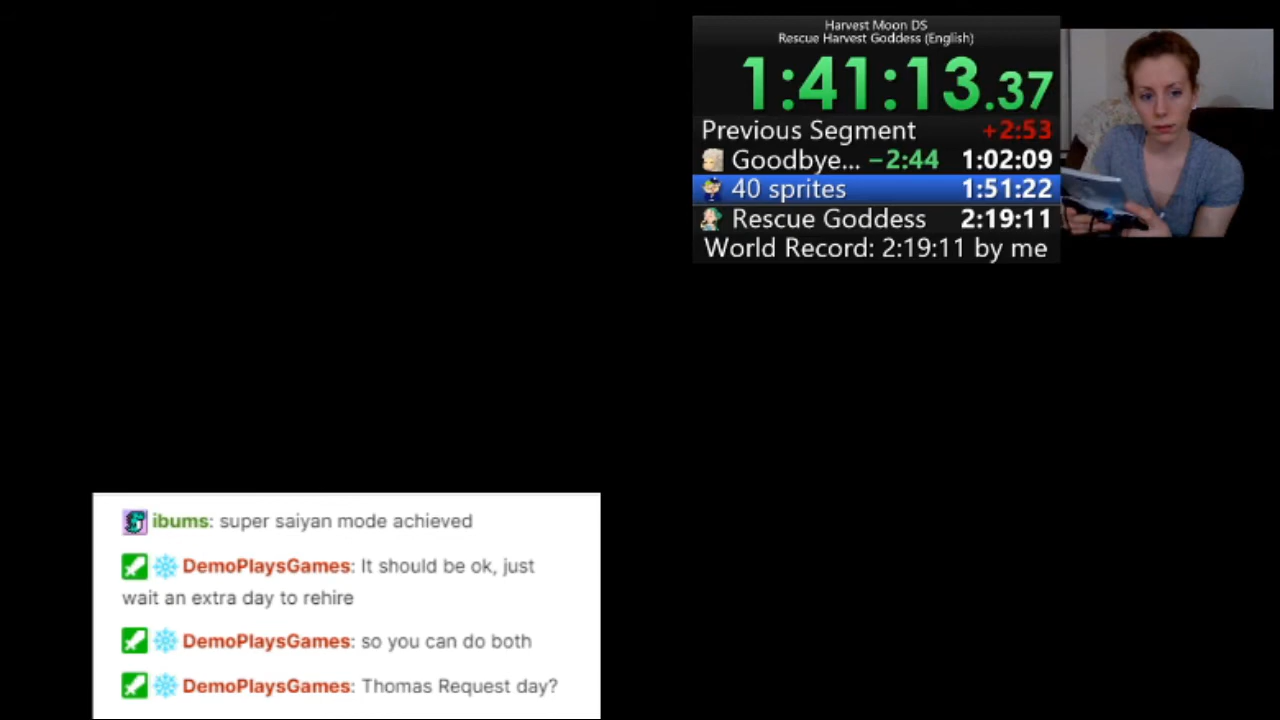 Harvest Moon DS
Rescue Harvest Goddess (English)
1:41:13.37
Previous Segment +2:53
Goodbye... −2:44 1:02:09
40 sprites 1:51:22
Rescue Goddess 2:19:11
World Record: 2:19:11 by me
ibums: super saiyan mode achieved
DemoPlaysGames: It should be ok, just
wait an extra day to rehire
DemoPlaysGames: so you can do both
DemoPlaysGames: Thomas Request day?